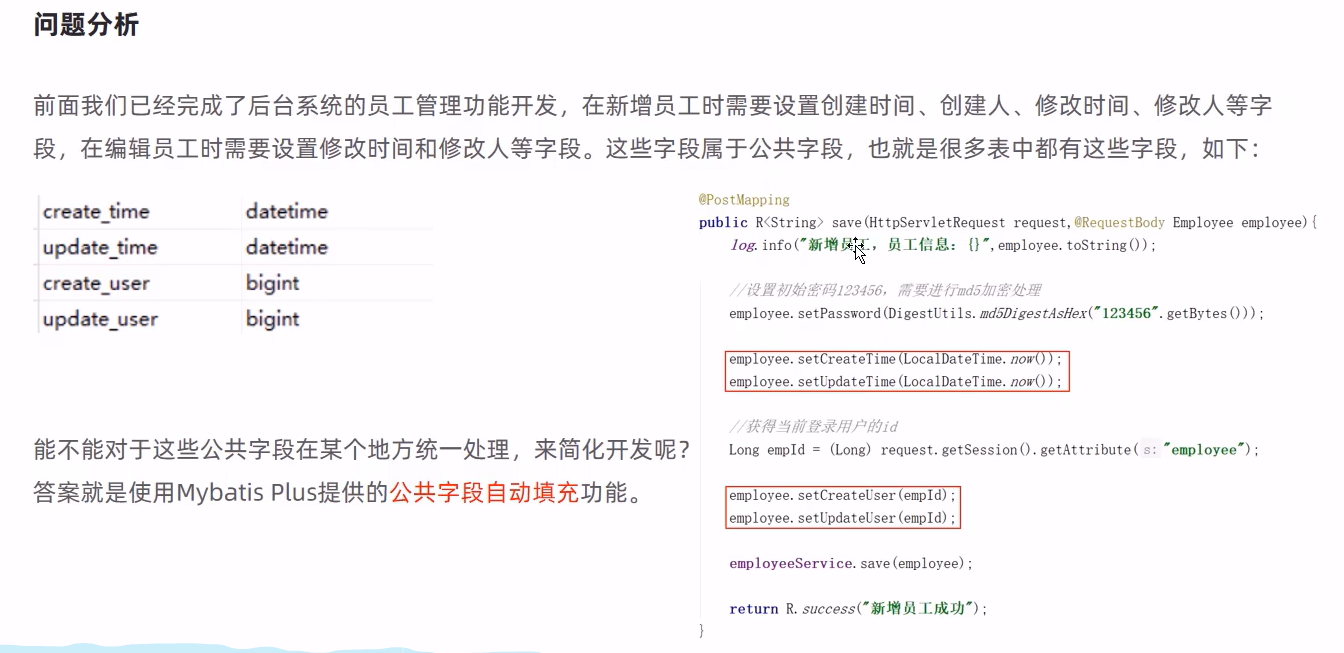 问题分析
前面我们已经完成了后台系统的员工管理功能开发，在新增员工时需要设置创建时间、创建人、修改时间、修改人等字
段，在编辑员工时需要设置修改时间和修改人等字段。这些字段属于公共字段，也就是很多表中都有这些字段，如下：
create_time datetime
update_time datetime
create_user bigint
update_user bigint
能不能对于这些公共字段在某个地方统一处理，来简化开发呢？
答案就是使用Mybatis Plus提供的公共字段自动填充功能。
@PostMapping
public R<String> save(HttpServletRequest request,@RequestBody Employee employee){
log.info("新增员工，员工信息：{}",employee.toString());
//设置初始密码123456，需要进行md5加密处理
employee.setPassword(DigestUtils.md5DigestAsHex("123456".getBytes()));
employee.setCreateTime(LocalDateTime.now());
employee.setUpdateTime(LocalDateTime.now());
//获得当前登录用户的id
Long empId = (Long) request.getSession().getAttribute( s: "employee");
employee.setCreateUser(empId);
employee.setUpdateUser(empId);
employeeService.save(employee);
return R.success("新增员工成功");
}